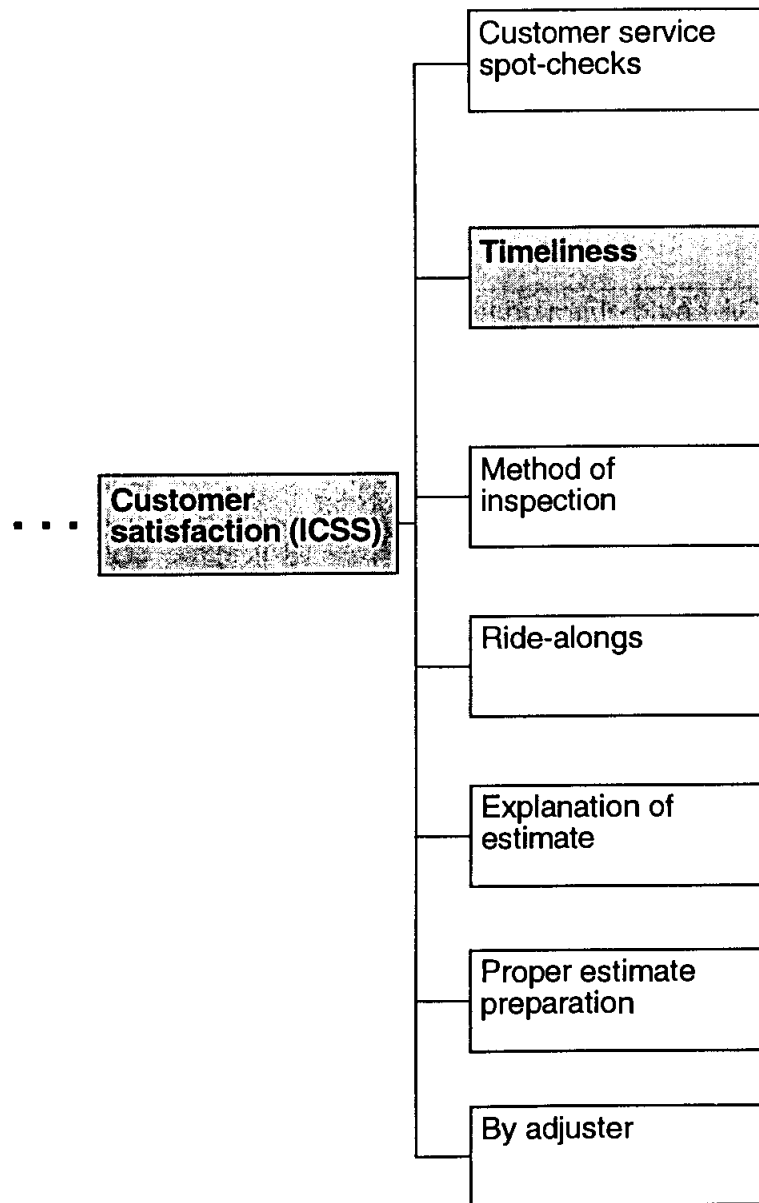 Customer service
spot-checks
Timeliness
Method of
inspection
. . .
Customer
satisfaction (ICSS)
Ride-alongs
Explanation of
estimate
Proper estimate
preparation
By adjuster